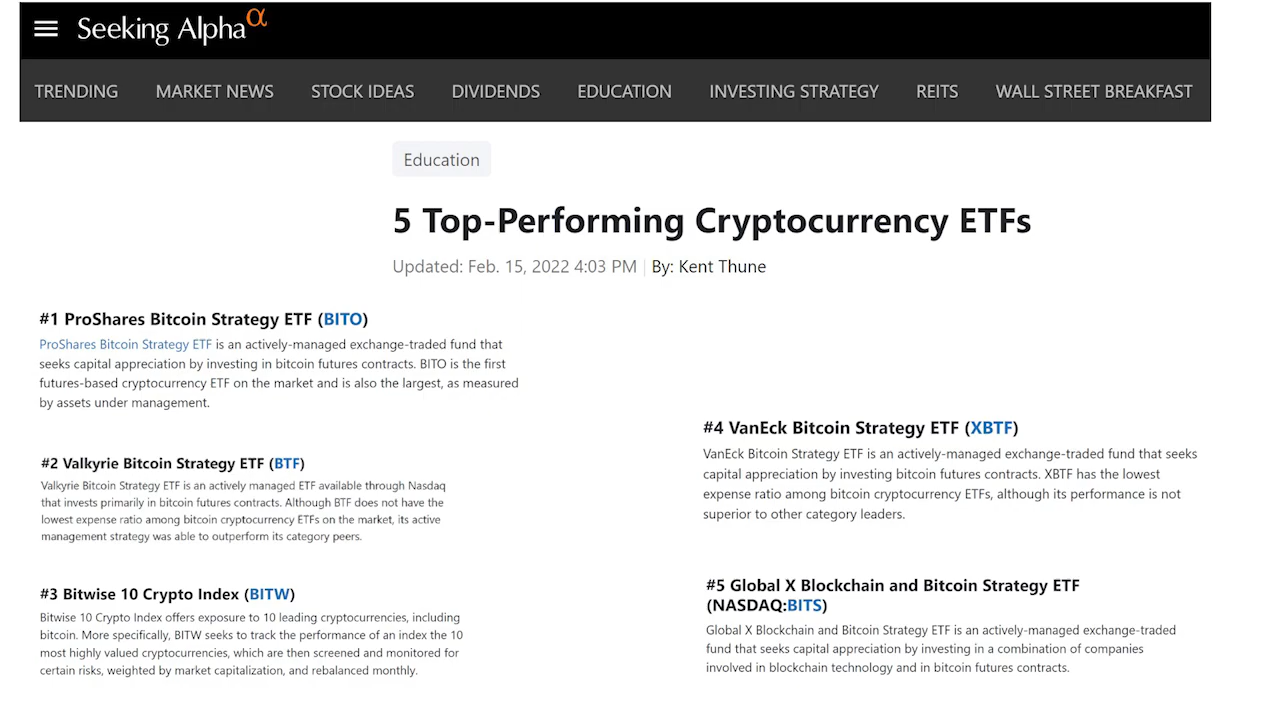 Seeking Alpha α
TRENDING MARKET NEWS STOCK IDEAS DIVIDENDS EDUCATION INVESTING STRATEGY REITS WALL STREET BREAKFAST
Education
5 Top-Performing Cryptocurrency ETFs
Updated: Feb. 15, 2022 4:03 PM | By: Kent Thune
#1 ProShares Bitcoin Strategy ETF (BITO)
ProShares Bitcoin Strategy ETF is an actively-managed exchange-traded fund that
seeks capital appreciation by investing in bitcoin futures contracts. BITO is the first
futures-based cryptocurrency ETF on the market and is also the largest, as measured
by assets under management.
#2 Valkyrie Bitcoin Strategy ETF (BTF)
Valkyrie Bitcoin Strategy ETF is an actively managed ETF available through Nasdaq
that invests primarily in bitcoin futures contracts. Although BTF does not have the
lowest expense ratio among bitcoin cryptocurrency ETFs on the market, its active
management strategy was able to outperform its category peers.
#3 Bitwise 10 Crypto Index (BITW)
Bitwise 10 Crypto Index offers exposure to 10 leading cryptocurrencies, including
bitcoin. More specifically, BITW seeks to track the performance of an index the 10
most highly valued cryptocurrencies, which are then screened and monitored for
certain risks, weighted by market capitalization, and rebalanced monthly.
#4 VanEck Bitcoin Strategy ETF (XBTF)
VanEck Bitcoin Strategy ETF is an actively-managed exchange-traded fund that seeks
capital appreciation by investing bitcoin futures contracts. XBTF has the lowest
expense ratio among bitcoin cryptocurrency ETFs, although its performance is not
superior to other category leaders.
#5 Global X Blockchain and Bitcoin Strategy ETF
(NASDAQ:BITS)
Global X Blockchain and Bitcoin Strategy ETF is an actively-managed exchange-traded
fund that seeks capital appreciation by investing in a combination of companies
involved in blockchain technology and in bitcoin futures contracts.